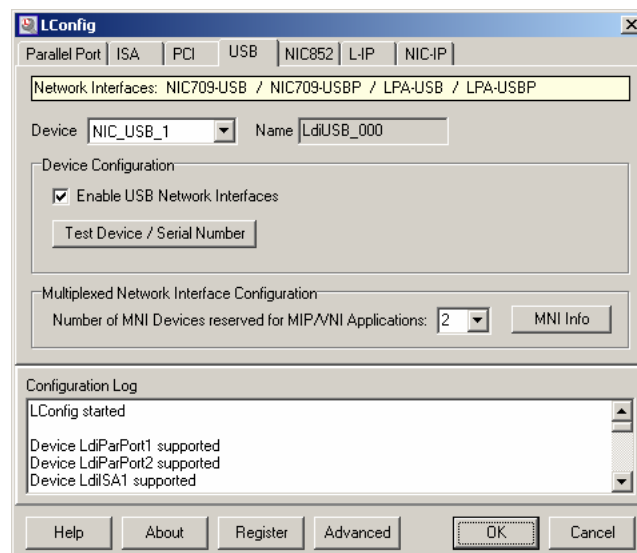 LConfig
Parallel Port ISA PCI USB NIC852 L-IP NIC-IP
Network Interfaces: NIC709-USB / NIC709-USBP / LPA-USB / LPA-USBP
Device NIC_USB_1 Name LdiUSB_000
Device Configuration
Enable USB Network Interfaces
Test Device / Serial Number
Multiplexed Network Interface Configuration
Number of MNI Devices reserved for MIP/VNI Applications: 2 MNI Info
Configuration Log
LConfig started
Device LdiParPort1 supported
Device LdiParPort2 supported
Device LdiISA1 supported
Help About Register Advanced OK Cancel